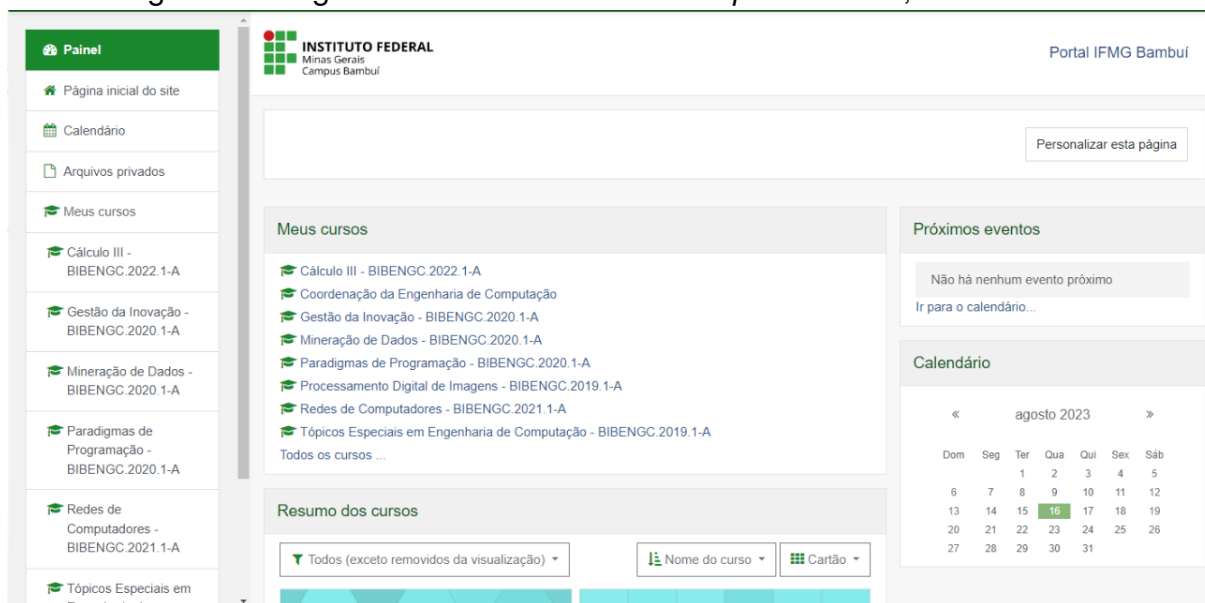 Painel
Página inicial do site
Calendário
Arquivos privados
Meus cursos
Cálculo III -
BIBENGC.2022.1-A
Gestão da Inovação -
BIBENGC.2020.1-A
Mineração de Dados -
BIBENGC.2020.1-A
Paradigmas de
Programação -
BIBENGC.2020.1-A
Redes de
Computadores -
BIBENGC.2021.1-A
Tópicos Especiais em
INSTITUTO FEDERAL
Minas Gerais
Campus Bambuí
Portal IFMG Bambuí
Personalizar esta página
Meus cursos
Cálculo III - BIBENGC.2022.1-A
Coordenação da Engenharia de Computação
Gestão da Inovação - BIBENGC.2020.1-A
Mineração de Dados - BIBENGC.2020.1-A
Paradigmas de Programação - BIBENGC.2020.1-A
Processamento Digital de Imagens - BIBENGC.2019.1-A
Redes de Computadores - BIBENGC.2021.1-A
Tópicos Especiais em Engenharia de Computação - BIBENGC.2019.1-A
Todos os cursos ...
Resumo dos cursos
Todos (exceto removidos da visualização)
Nome do curso
Cartão
Próximos eventos
Não há nenhum evento próximo
Ir para o calendário...
Calendário
« agosto 2023 »
Dom Seg Ter Qua Qui Sex Sáb
1 2 3 4 5
6 7 8 9 10 11 12
13 14 15 16 17 18 19
20 21 22 23 24 25 26
27 28 29 30 31